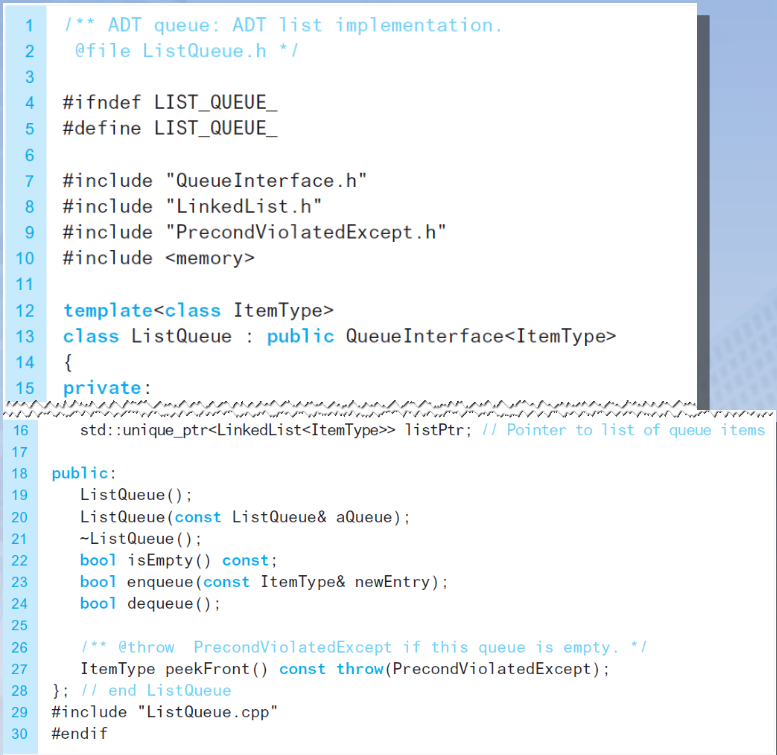 1 /** ADT queue: ADT list implementation.
2 @file ListQueue.h */
3
4 #ifndef LIST_QUEUE_
5 #define LIST_QUEUE_
6
7 #include "QueueInterface.h"
8 #include "LinkedList.h"
9 #include "PrecondViolatedExcept.h"
10 #include <memory>
11
12 template<class ItemType>
13 class ListQueue : public QueueInterface<ItemType>
14 {
15 private:
16 std::unique_ptr<LinkedList<ItemType>> listPtr; // Pointer to list of queue items
17
18 public:
19 ListQueue();
20 ListQueue(const ListQueue& aQueue);
21 ~ListQueue();
22 bool isEmpty() const;
23 bool enqueue(const ItemType& newEntry);
24 bool dequeue();
25
26 /** @throw PrecondViolatedExcept if this queue is empty. */
27 ItemType peekFront() const throw(PrecondViolatedExcept);
28 }; // end ListQueue
29 #include "ListQueue.cpp"
30 #endif